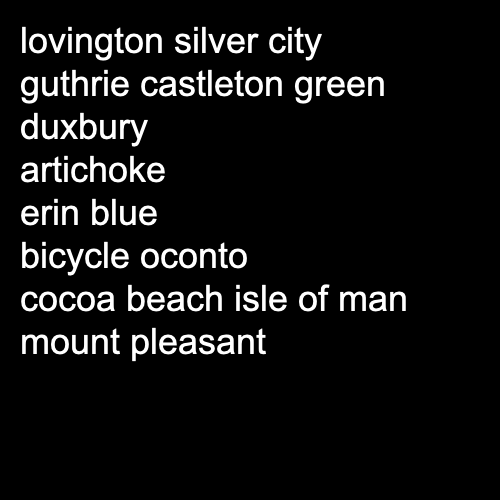 lovington silver city
guthrie castleton green
duxbury
artichoke
erin blue
bicycle oconto
cocoa beach isle of man
mount pleasant